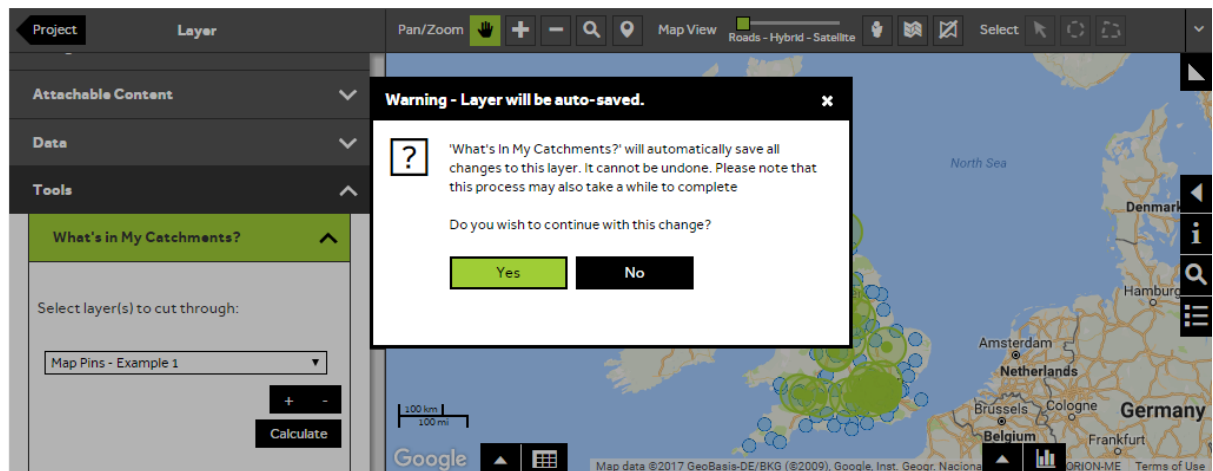 Project
Layer
Pan/Zoom
Map View
Roads - Hybrid - Satellite
Select
Attachable Content
Data
Tools
What's in My Catchments?
Select layer(s) to cut through:
Map Pins - Example 1
+ -
Calculate
Warning - Layer will be auto-saved.
?
'What's In My Catchments?' will automatically save all
changes to this layer. It cannot be undone. Please note that
this process may also take a while to complete
Do you wish to continue with this change?
Yes
No
North Sea
Denmark
i
Hamburg
Amsterdam
Netherlands
Brussels
Cologne
Germany
Belgium
Frankfurt
100 km
100 mi
Google
Map data ©2017 GeoBasis-DE/BKG (©2009), Google, Inst. Geogr. Naciona
ORIONME
Terms of Use